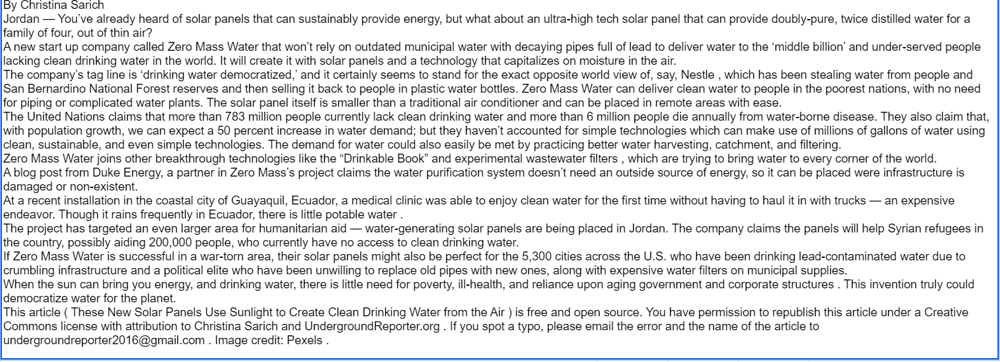 By Christina Sarich
Jordan — You’ve already heard of solar panels that can sustainably provide energy, but what about an ultra-high tech solar panel that can provide doubly-pure, twice distilled water for a
family of four, out of thin air?
A new start up company called Zero Mass Water that won’t rely on outdated municipal water with decaying pipes full of lead to deliver water to the ‘middle billion’ and under-served people
lacking clean drinking water in the world. It will create it with solar panels and a technology that capitalizes on moisture in the air.
The company’s tag line is ‘drinking water democratized,’ and it certainly seems to stand for the exact opposite world view of, say, Nestle , which has been stealing water from people and
San Bernardino National Forest reserves and then selling it back to people in plastic water bottles. Zero Mass Water can deliver clean water to people in the poorest nations, with no need
for piping or complicated water plants. The solar panel itself is smaller than a traditional air conditioner and can be placed in remote areas with ease.
The United Nations claims that more than 783 million people currently lack clean drinking water and more than 6 million people die annually from water-borne disease. They also claim that,
with population growth, we can expect a 50 percent increase in water demand; but they haven’t accounted for simple technologies which can make use of millions of gallons of water using
clean, sustainable, and even simple technologies. The demand for water could also easily be met by practicing better water harvesting, catchment, and filtering.
Zero Mass Water joins other breakthrough technologies like the “Drinkable Book” and experimental wastewater filters , which are trying to bring water to every corner of the world.
A blog post from Duke Energy, a partner in Zero Mass’s project claims the water purification system doesn’t need an outside source of energy, so it can be placed were infrastructure is
damaged or non-existent.
At a recent installation in the coastal city of Guayaquil, Ecuador, a medical clinic was able to enjoy clean water for the first time without having to haul it in with trucks — an expensive
endeavor. Though it rains frequently in Ecuador, there is little potable water .
The project has targeted an even larger area for humanitarian aid — water-generating solar panels are being placed in Jordan. The company claims the panels will help Syrian refugees in
the country, possibly aiding 200,000 people, who currently have no access to clean drinking water.
If Zero Mass Water is successful in a war-torn area, their solar panels might also be perfect for the 5,300 cities across the U.S. who have been drinking lead-contaminated water due to
crumbling infrastructure and a political elite who have been unwilling to replace old pipes with new ones, along with expensive water filters on municipal supplies.
When the sun can bring you energy, and drinking water, there is little need for poverty, ill-health, and reliance upon aging government and corporate structures . This invention truly could
democratize water for the planet.
This article ( These New Solar Panels Use Sunlight to Create Clean Drinking Water from the Air ) is free and open source. You have permission to republish this article under a Creative
Commons license with attribution to Christina Sarich and UndergroundReporter.org . If you spot a typo, please email the error and the name of the article to
undergroundreporter2016@gmail.com . Image credit: Pexels .